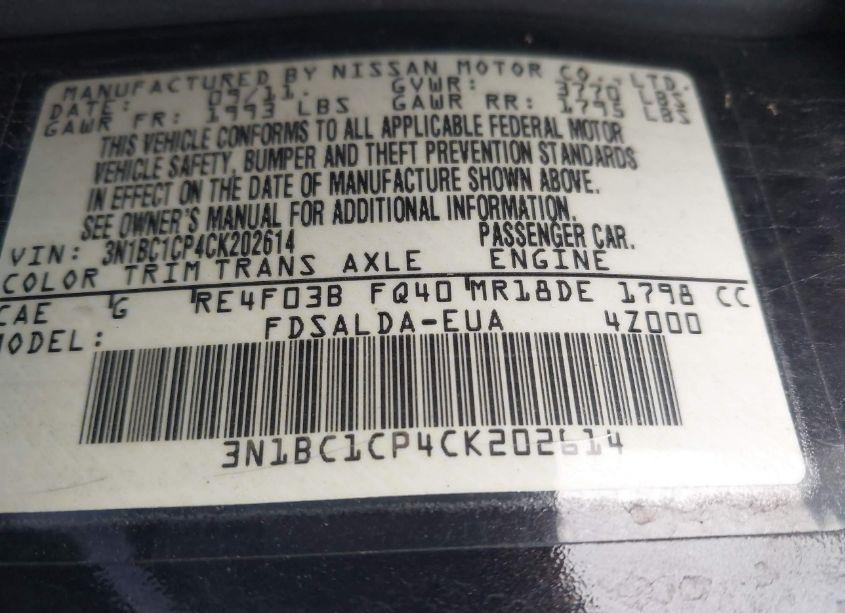 MANUFACTURED BY NISSAN MOTOR CO., LTD.
DATE: 09/11. GVWR: 3770 LBS
GAWR FR: 1993 LBS GAWR RR: 1795 LBS
THIS VEHICLE CONFORMS TO ALL APPLICABLE FEDERAL MOTOR
VEHICLE SAFETY, BUMPER AND THEFT PREVENTION STANDARDS
IN EFFECT ON THE DATE OF MANUFACTURE SHOWN ABOVE.
SEE OWNER'S MANUAL FOR ADDITIONAL INFORMATION.
VIN: 3N1BC1CP4CK202614 PASSENGER CAR.
COLOR TRIM TRANS AXLE ENGINE
CAE G RE4F03B FQ40 MR18DE 1798 CC
MODEL: FDSALDA-EUA 4Z000
3N1BC1CP4CK202614